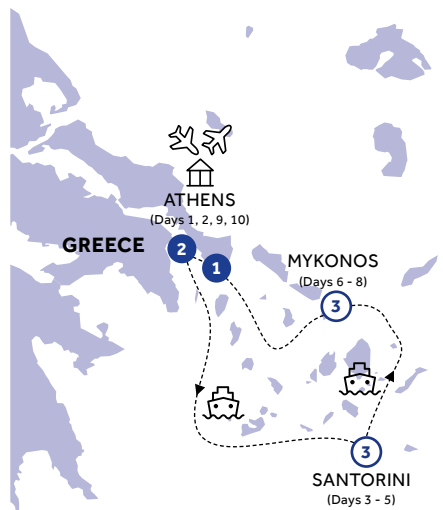 ATHENS
(Days 1, 2, 9, 10)
GREECE
2
1
MYKONOS
(Days 6 - 8)
3
3
SANTORINI
(Days 3 - 5)